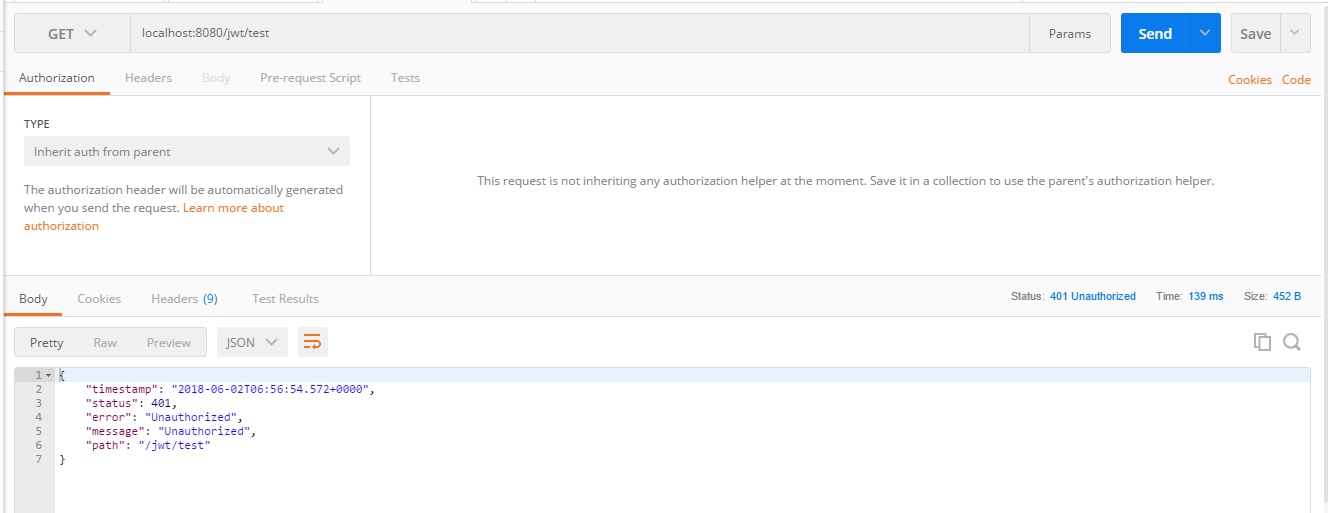 GET localhost:8080/jwt/test Params Send Save
Authorization Headers Body Pre-request Script Tests Cookies Code
TYPE
Inherit auth from parent
The authorization header will be automatically generated
when you send the request. Learn more about
authorization
This request is not inheriting any authorization helper at the moment. Save it in a collection to use the parent's authorization helper.
Body Cookies Headers (9) Test Results Status: 401 Unauthorized Time: 139 ms Size: 452 B
Pretty Raw Preview JSON
1 {
2 "timestamp": "2018-06-02T06:56:54.572+0000",
3 "status": 401,
4 "error": "Unauthorized",
5 "message": "Unauthorized",
6 "path": "/jwt/test"
7 }